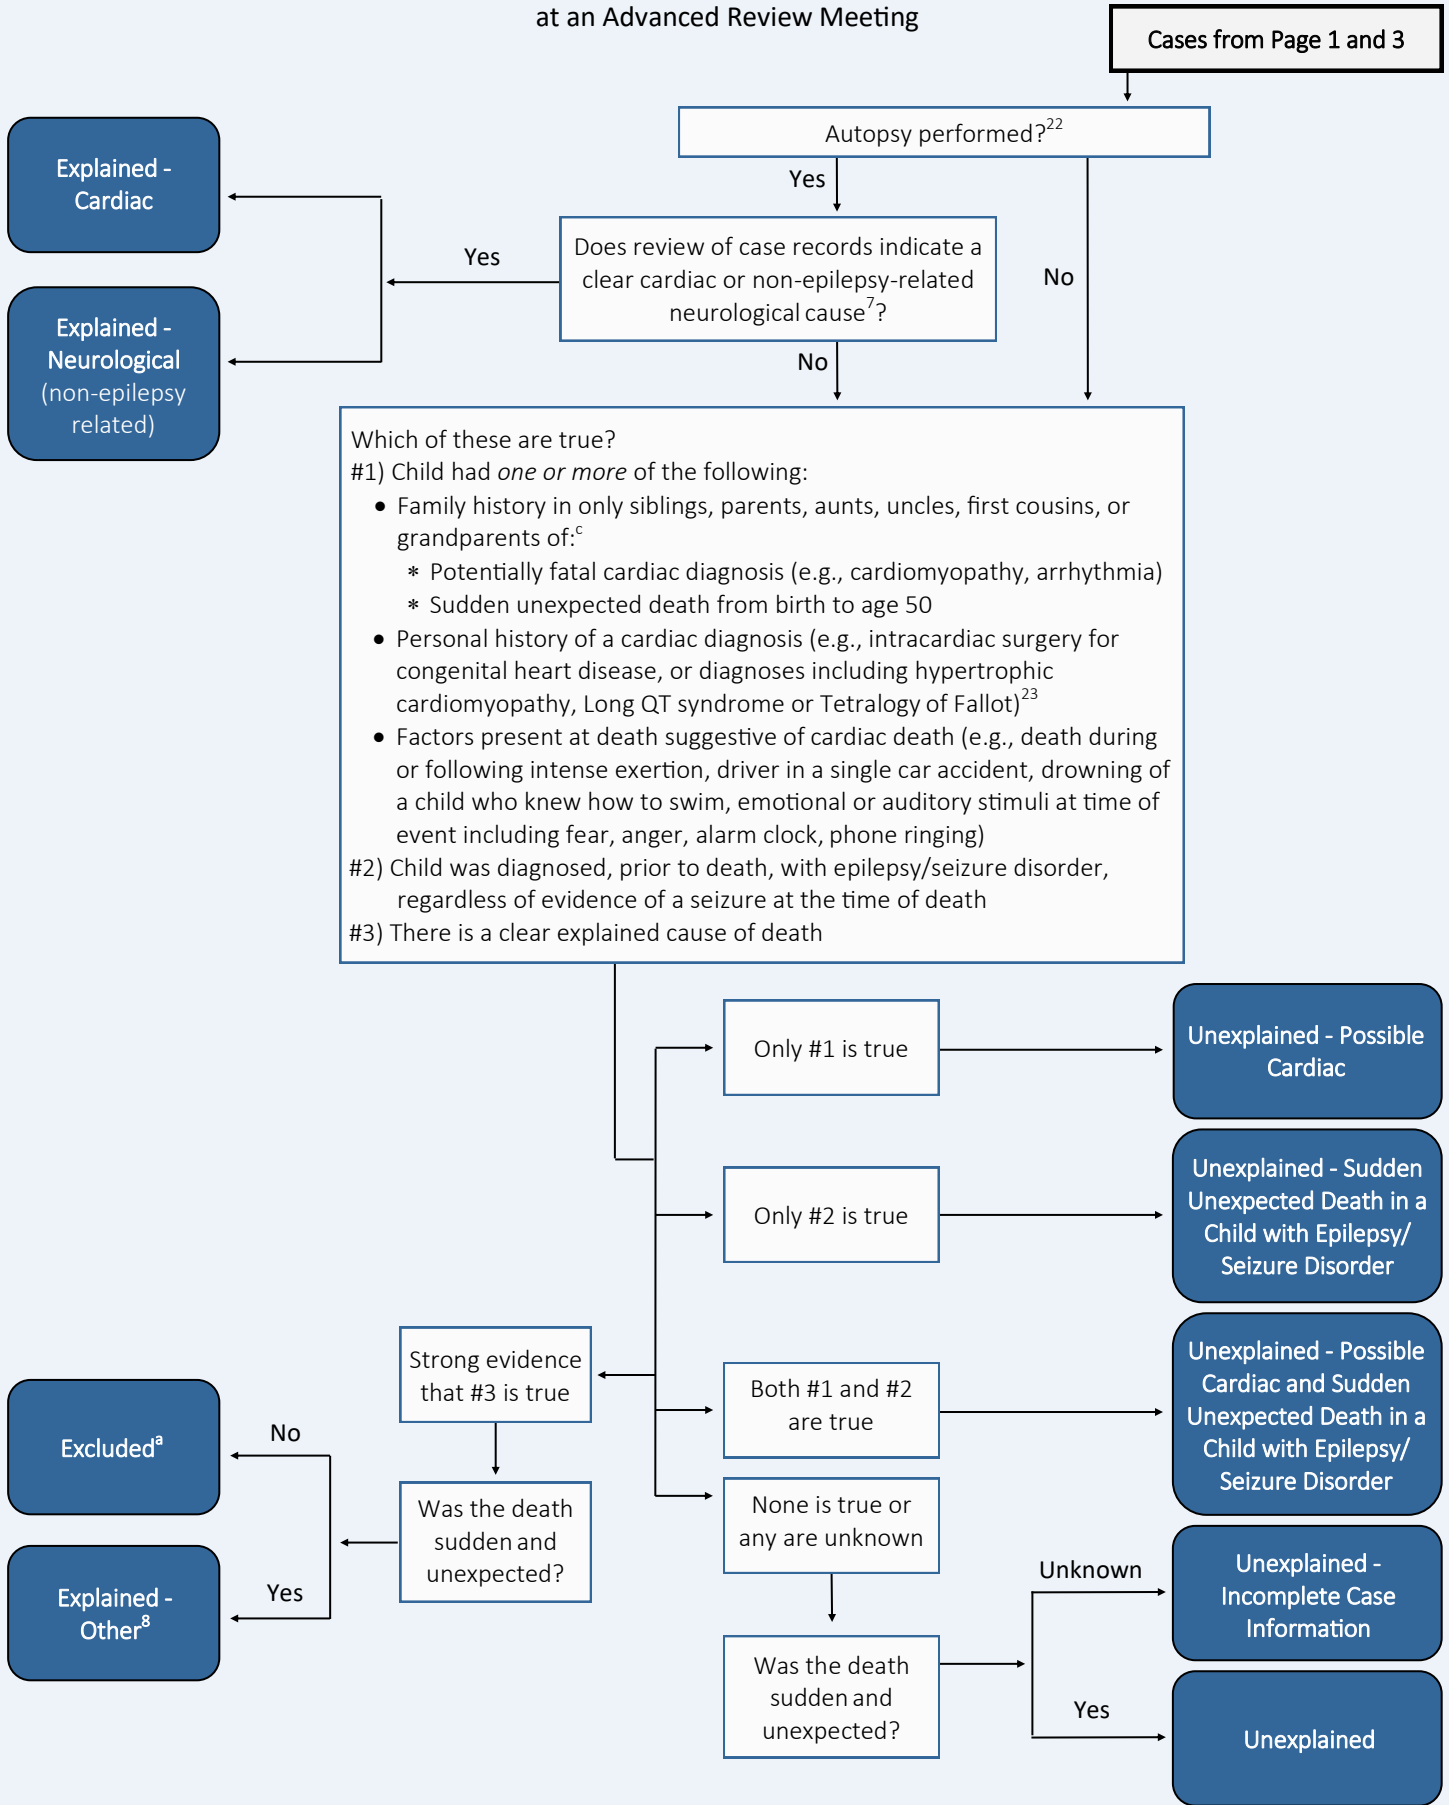 at an Advanced Review Meeting
Cases from Page 1 and 3
Autopsy performed?22
Yes
No
Does review of case records indicate a
clear cardiac or non-epilepsy-related
neurological cause7?
Yes
No
Explained -
Cardiac
Explained -
Neurological
(non-epilepsy
related)
Which of these are true?
#1) Child had one or more of the following:
• Family history in only siblings, parents, aunts, uncles, first cousins, or
grandparents of:c
* Potentially fatal cardiac diagnosis (e.g., cardiomyopathy, arrhythmia)
* Sudden unexpected death from birth to age 50
• Personal history of a cardiac diagnosis (e.g., intracardiac surgery for
congenital heart disease, or diagnoses including hypertrophic
cardiomyopathy, Long QT syndrome or Tetralogy of Fallot)23
• Factors present at death suggestive of cardiac death (e.g., death during
or following intense exertion, driver in a single car accident, drowning of
a child who knew how to swim, emotional or auditory stimuli at time of
event including fear, anger, alarm clock, phone ringing)
#2) Child was diagnosed, prior to death, with epilepsy/seizure disorder,
regardless of evidence of a seizure at the time of death
#3) There is a clear explained cause of death
Only #1 is true
Unexplained - Possible
Cardiac
Only #2 is true
Unexplained - Sudden
Unexpected Death in a
Child with Epilepsy/
Seizure Disorder
Both #1 and #2
are true
Unexplained - Possible
Cardiac and Sudden
Unexpected Death in a
Child with Epilepsy/
Seizure Disorder
Strong evidence
that #3 is true
Was the death
sudden and
unexpected?
No
Excludeda
Yes
Explained -
Other8
None is true or
any are unknown
Was the death
sudden and
unexpected?
Unknown
Unexplained -
Incomplete Case
Information
Yes
Unexplained